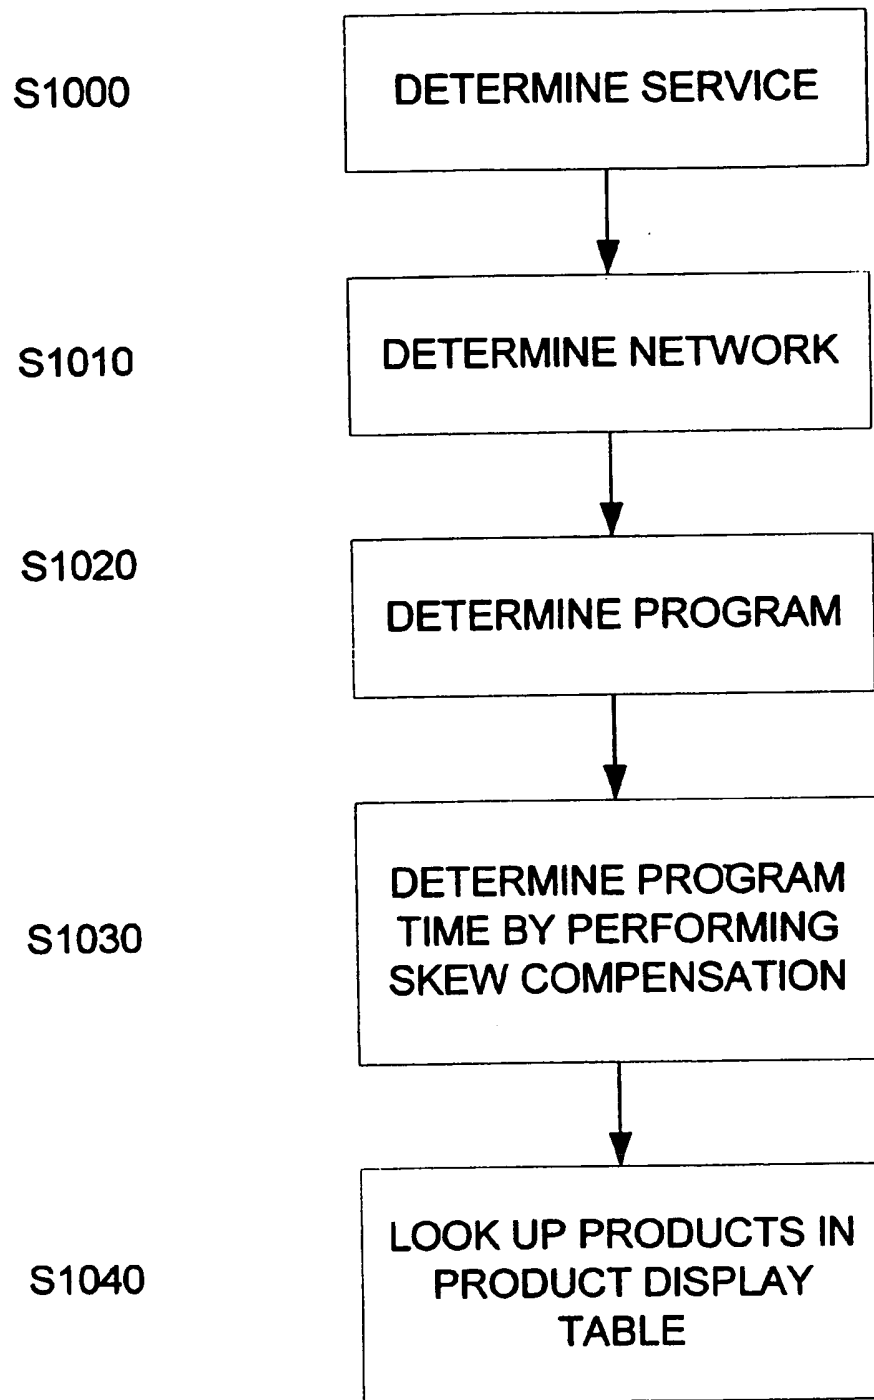 S1000
DETERMINE SERVICE
S1010
DETERMINE NETWORK
S1020
DETERMINE PROGRAM
S1030
DETERMINE PROGRAM
TIME BY PERFORMING
SKEW COMPENSATION
S1040
LOOK UP PRODUCTS IN
PRODUCT DISPLAY
TABLE